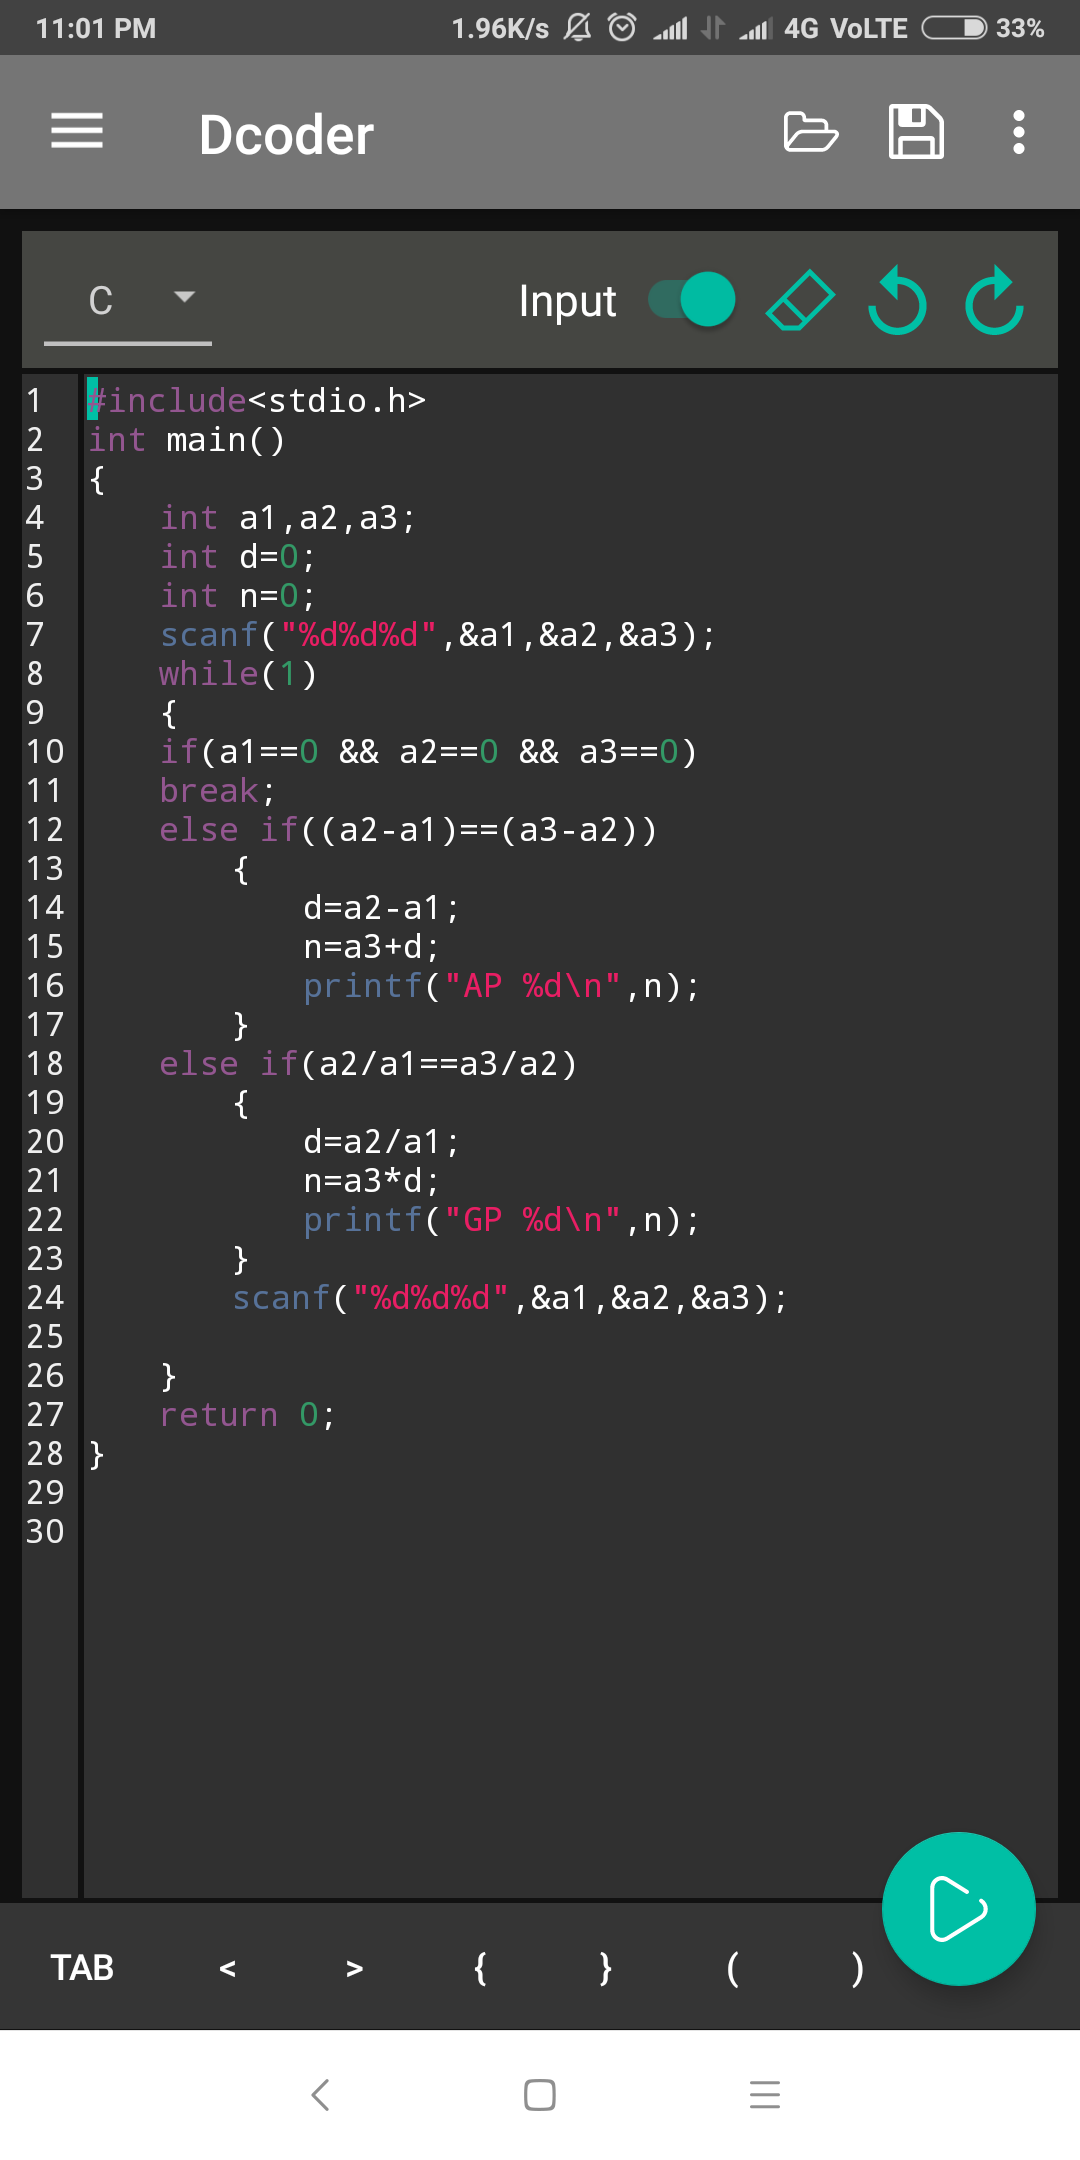 11:01 PM 1.96K/s 4G VoLTE 33%
Dcoder
C Input
1 #include<stdio.h>
2 int main()
3 {
4 int a1,a2,a3;
5 int d=0;
6 int n=0;
7 scanf("%d%d%d",&a1,&a2,&a3);
8 while(1)
9 {
10 if(a1==0 && a2==0 && a3==0)
11 break;
12 else if((a2-a1)==(a3-a2))
13 {
14 d=a2-a1;
15 n=a3+d;
16 printf("AP %d\n",n);
17 }
18 else if(a2/a1==a3/a2)
19 {
20 d=a2/a1;
21 n=a3*d;
22 printf("GP %d\n",n);
23 }
24 scanf("%d%d%d",&a1,&a2,&a3);
25
26 }
27 return 0;
28 }
29
30
TAB < > { } ( )